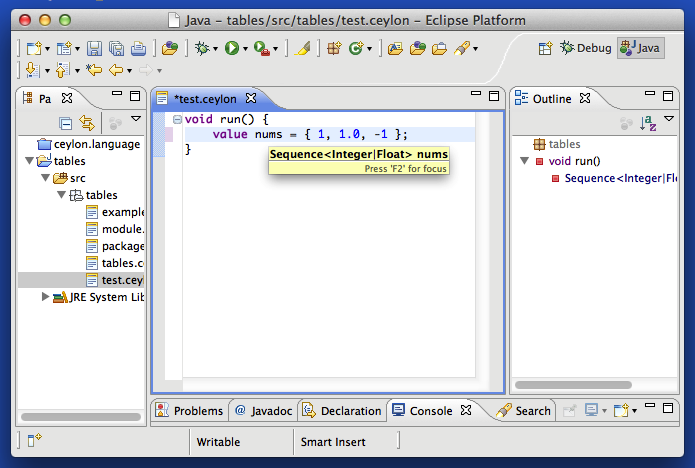 Java – tables/src/tables/test.ceylon – Eclipse Platform
Debug
Java
Pa
ceylon.language
tables
src
tables
example
module.
package
tables.c
test.ceyl
JRE System Lib
*test.ceylon
void run() {
value nums = { 1, 1.0, -1 };
}
Sequence<Integer|Float> nums
Press 'F2' for focus
Outline
tables
void run()
Sequence<Integer|Flo
Problems
@ Javadoc
Declaration
Console
Search
Writable
Smart Insert